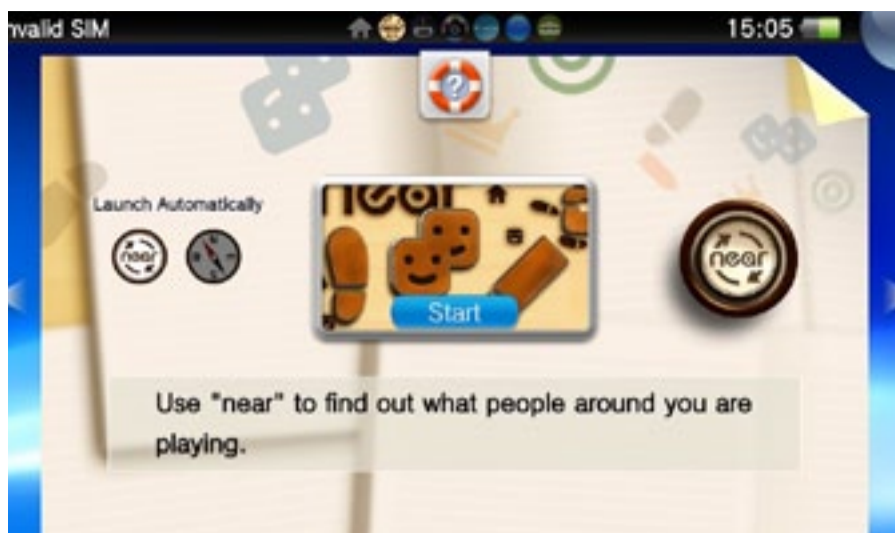 nvalid SIM
15:05
Launch Automatically
near
near
near
Start
Use "near" to find out what people around you are
playing.